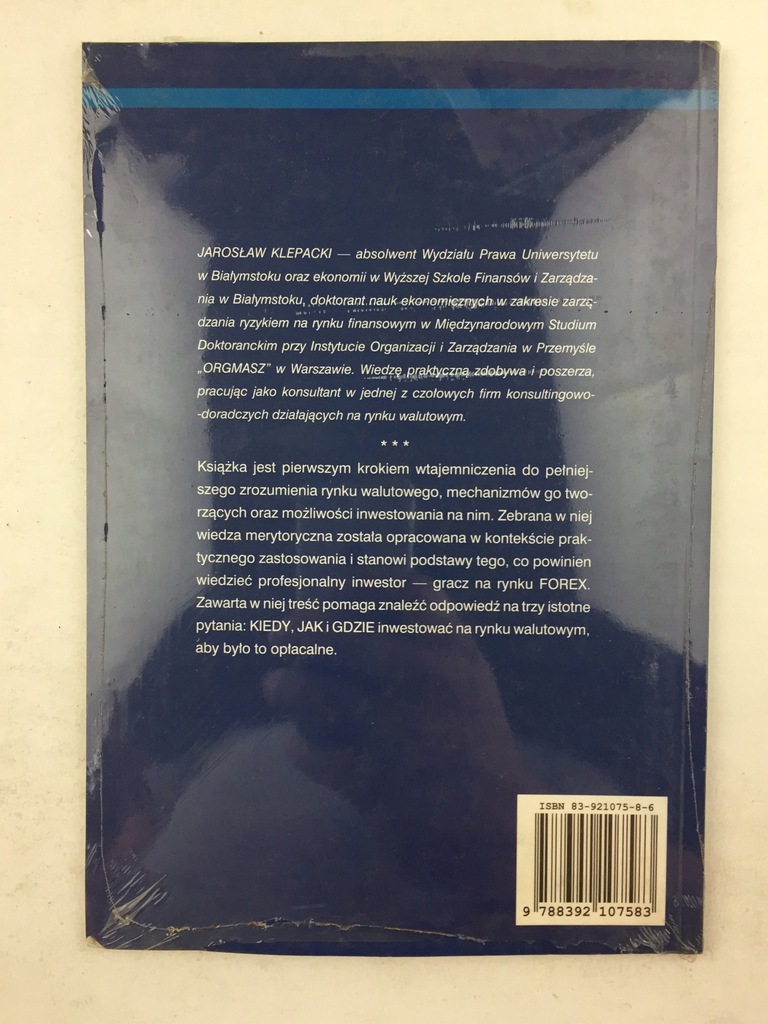 JAROSŁAW KLEPACKI — absolwent Wydziału Prawa Uniwersytetu
w Białymstoku oraz ekonomii w Wyższej Szkole Finansów i Zarządza-
nia w Białymstoku, doktorant nauk ekonomicznych w zakresie zarzą-
dzania ryzykiem na rynku finansowym w Międzynarodowym Studium
Doktoranckim przy Instytucie Organizacji i Zarządzania w Przemyśle
„ORGMASZ” w Warszawie. Wiedzę praktyczną zdobywa i poszerza,
pracując jako konsultant w jednej z czołowych firm konsultingowo-
-doradczych działających na rynku walutowym.
* * *
Książka jest pierwszym krokiem wtajemniczenia do pełniej-
szego zrozumienia rynku walutowego, mechanizmów go two-
rzących oraz możliwości inwestowania na nim. Zebrana w niej
wiedza merytoryczna została opracowana w kontekście prak-
tycznego zastosowania i stanowi podstawy tego, co powinien
wiedzieć profesjonalny inwestor — gracz na rynku FOREX.
Zawarta w niej treść pomaga znaleźć odpowiedź na trzy istotne
pytania: KIEDY, JAK i GDZIE inwestować na rynku walutowym,
aby było to opłacalne.
ISBN 83-921075-8-6
9 788392 107583